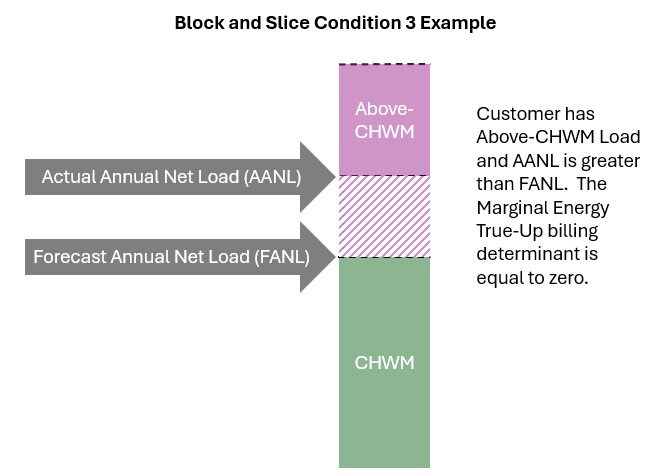 Block and Slice Condition 3 Example
Above-
CHWM
Customer has
Above-CHWM Load
and AANL is greater
than FANL.  The
Marginal Energy
True-Up billing
determinant is
equal to zero.
Actual Annual Net Load (AANL)
Forecast Annual Net Load (FANL)
CHWM